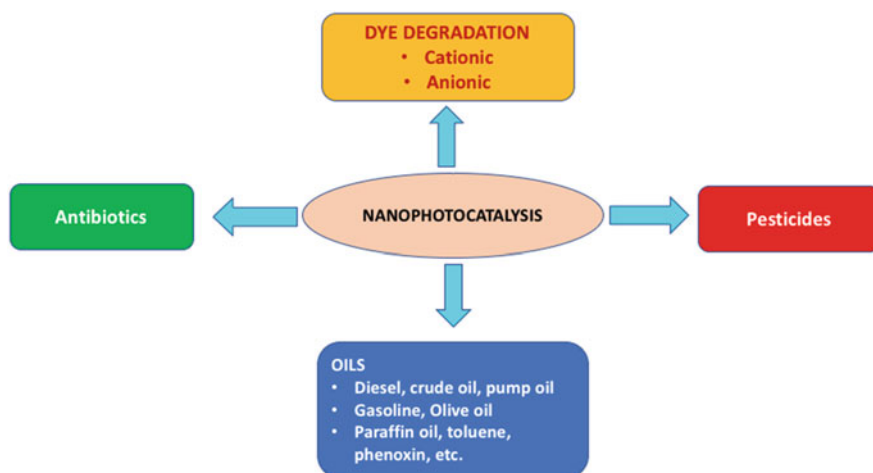 DYE DEGRADATION
• Cationic
• Anionic
Antibiotics
NANOPHOTOCATALYSIS
Pesticides
OILS
• Diesel, crude oil, pump oil
• Gasoline, Olive oil
• Paraffin oil, toluene,
phenoxin, etc.